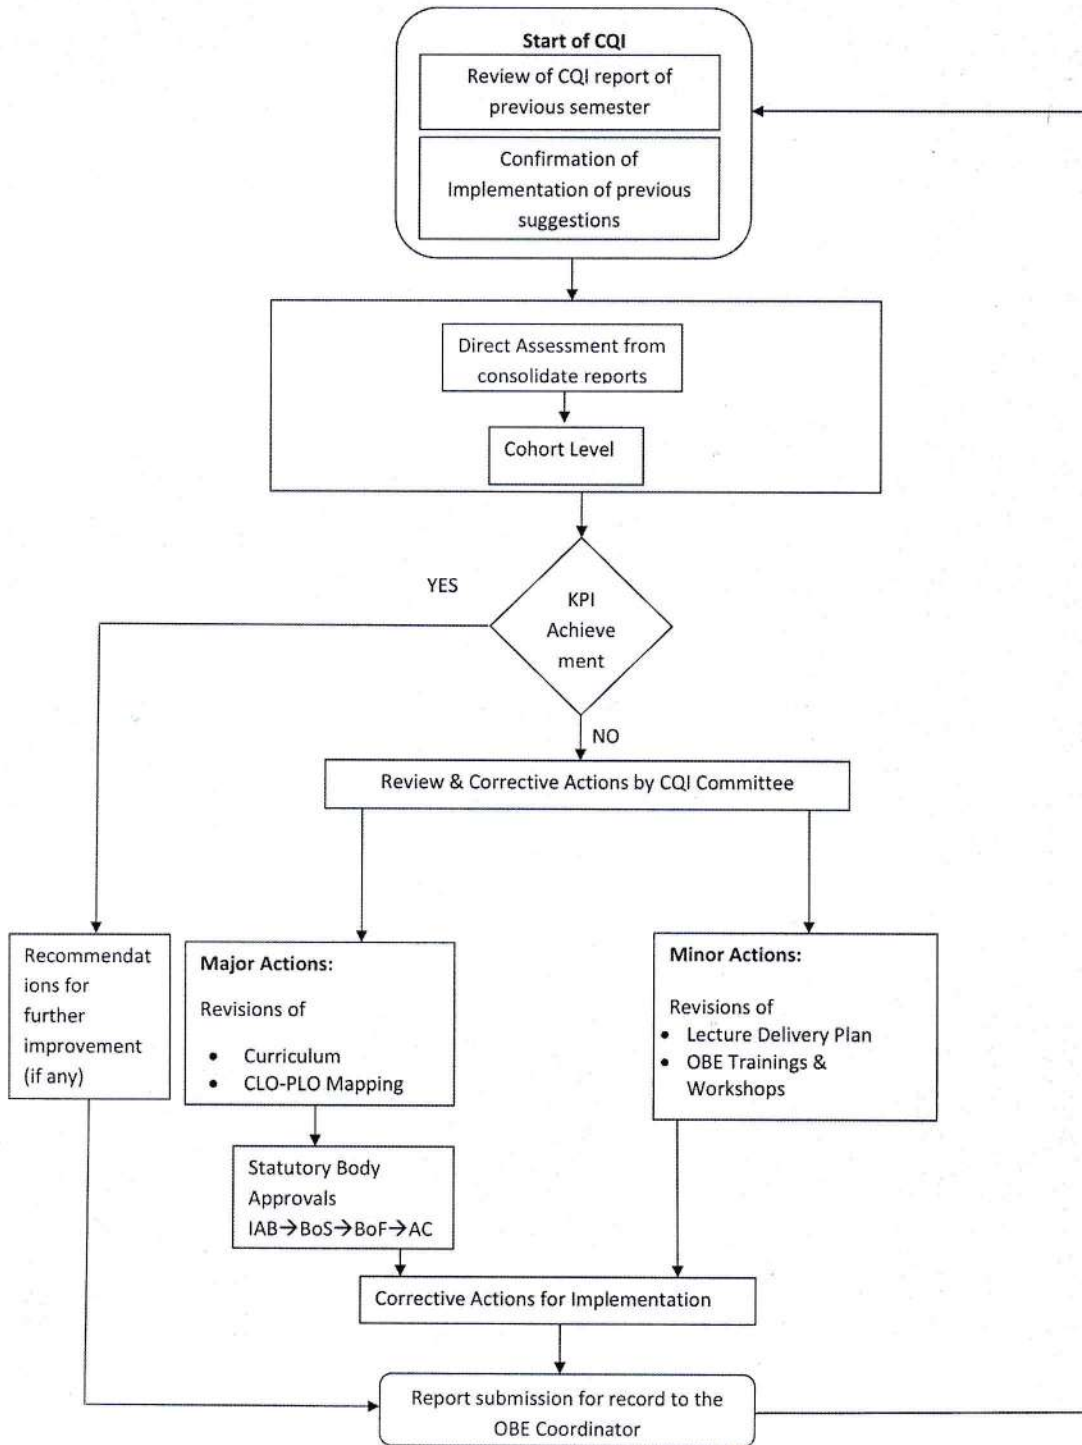 Start of CQI
Review of CQI report of
previous semester
Confirmation of
Implementation of previous
suggestions
Direct Assessment from
consolidate reports
Cohort Level
YES
KPI
Achieve
ment
NO
Review & Corrective Actions by CQI Committee
Recommendat
ions for
further
improvement
(if any)
Major Actions:
Revisions of
• Curriculum
• CLO-PLO Mapping
Minor Actions:
Revisions of
• Lecture Delivery Plan
• OBE Trainings &
Workshops
Statutory Body
Approvals
IAB→BoS→BoF→AC
Corrective Actions for Implementation
Report submission for record to the
OBE Coordinator